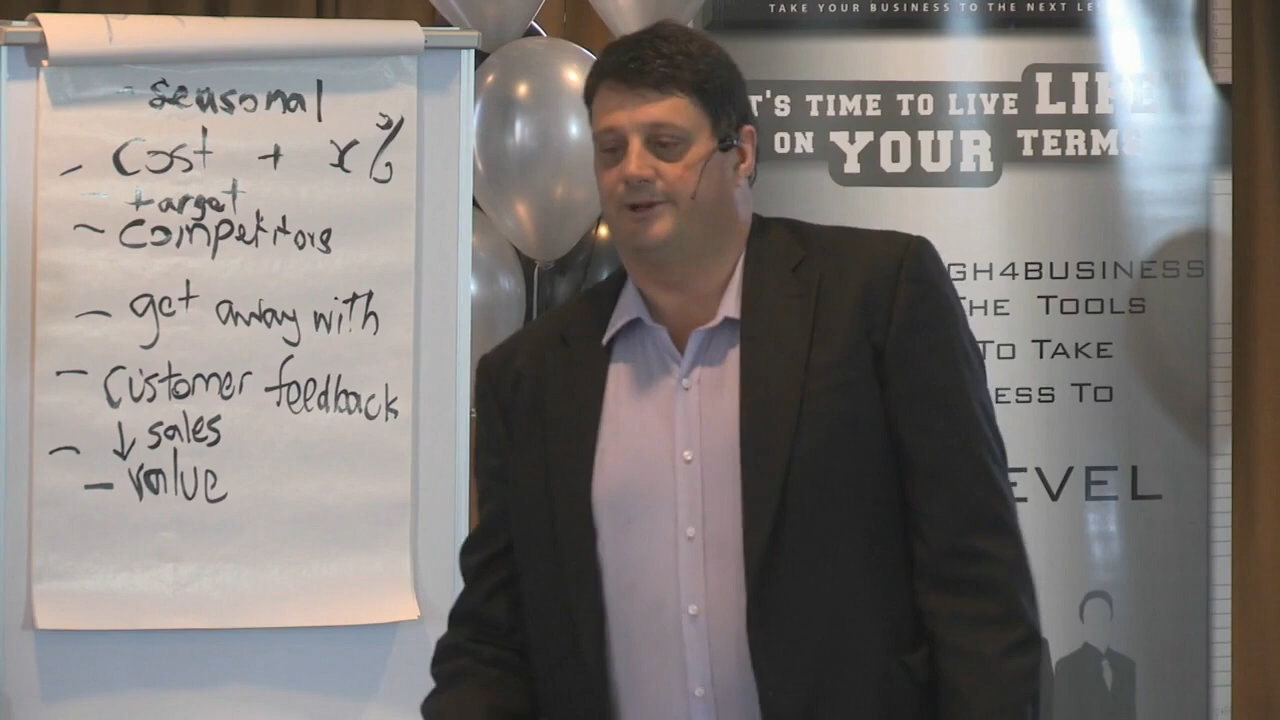 - Seasonal
- Cost + x%
- target
- Competitors
- get away with
- Customer feedback
- ↓ sales
- value
TAKE YOUR BUSINESS TO THE NEXT LE
T'S TIME TO LIVE LIFE
ON YOUR TERMS
GH4BUSINESS
THE TOOLS
TO TAKE
ESS TO
EVEL